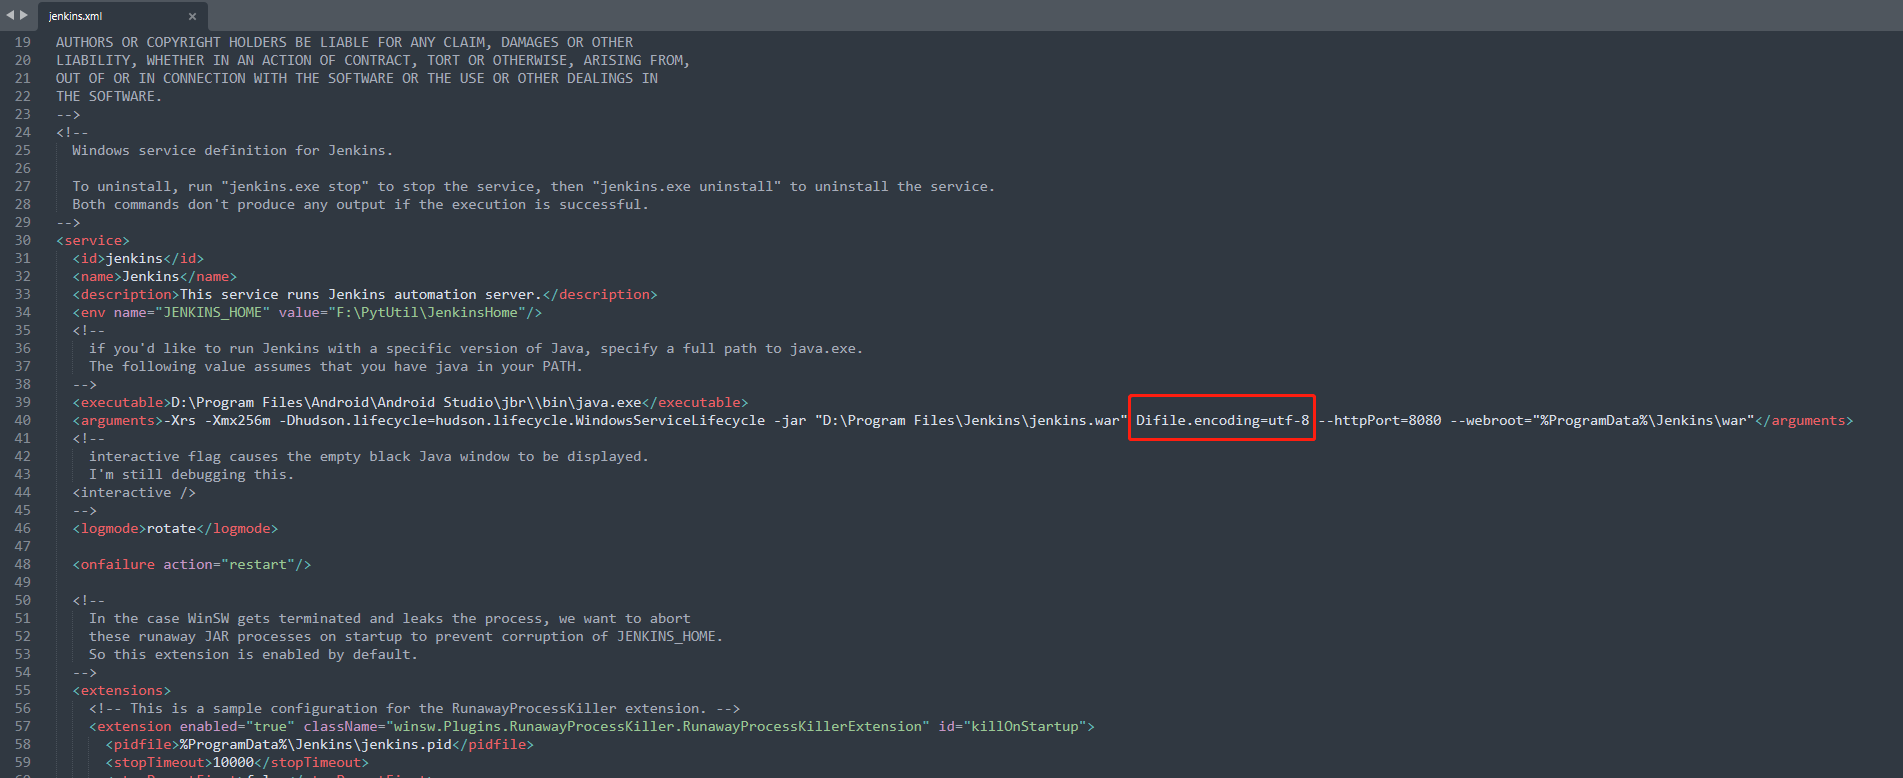 jenkins.xml ×
19 AUTHORS OR COPYRIGHT HOLDERS BE LIABLE FOR ANY CLAIM, DAMAGES OR OTHER
20 LIABILITY, WHETHER IN AN ACTION OF CONTRACT, TORT OR OTHERWISE, ARISING FROM,
21 OUT OF OR IN CONNECTION WITH THE SOFTWARE OR THE USE OR OTHER DEALINGS IN
22 THE SOFTWARE.
23 -->
24 <!--
25 Windows service definition for Jenkins.
26
27 To uninstall, run "jenkins.exe stop" to stop the service, then "jenkins.exe uninstall" to uninstall the service.
28 Both commands don't produce any output if the execution is successful.
29 -->
30 <service>
31 <id>jenkins</id>
32 <name>Jenkins</name>
33 <description>This service runs Jenkins automation server.</description>
34 <env name="JENKINS_HOME" value="F:\PytUtil\JenkinsHome"/>
35 <!--
36 if you'd like to run Jenkins with a specific version of Java, specify a full path to java.exe.
37 The following value assumes that you have java in your PATH.
38 -->
39 <executable>D:\Program Files\Android\Android Studio\jbr\\bin\java.exe</executable>
40 <arguments>-Xrs -Xmx256m -Dhudson.lifecycle=hudson.lifecycle.WindowsServiceLifecycle -jar "D:\Program Files\Jenkins\jenkins.war" Difile.encoding=utf-8 --httpPort=8080 --webroot="%ProgramData%\Jenkins\war"</arguments>
41 <!--
42 interactive flag causes the empty black Java window to be displayed.
43 I'm still debugging this.
44 <interactive />
45 -->
46 <logmode>rotate</logmode>
47
48 <onfailure action="restart"/>
49
50 <!--
51 In the case WinSW gets terminated and leaks the process, we want to abort
52 these runaway JAR processes on startup to prevent corruption of JENKINS_HOME.
53 So this extension is enabled by default.
54 -->
55 <extensions>
56 <!-- This is a sample configuration for the RunawayProcessKiller extension. -->
57 <extension enabled="true" className="winsw.Plugins.RunawayProcessKiller.RunawayProcessKillerExtension" id="killOnStartup">
58 <pidfile>%ProgramData%\Jenkins\jenkins.pid</pidfile>
59 <stopTimeout>10000</stopTimeout>